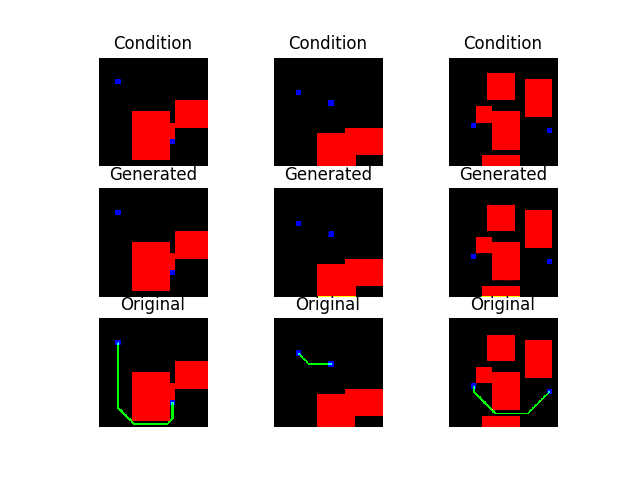 Condition Condition Condition
Generated Generated Generated
Original Original Original